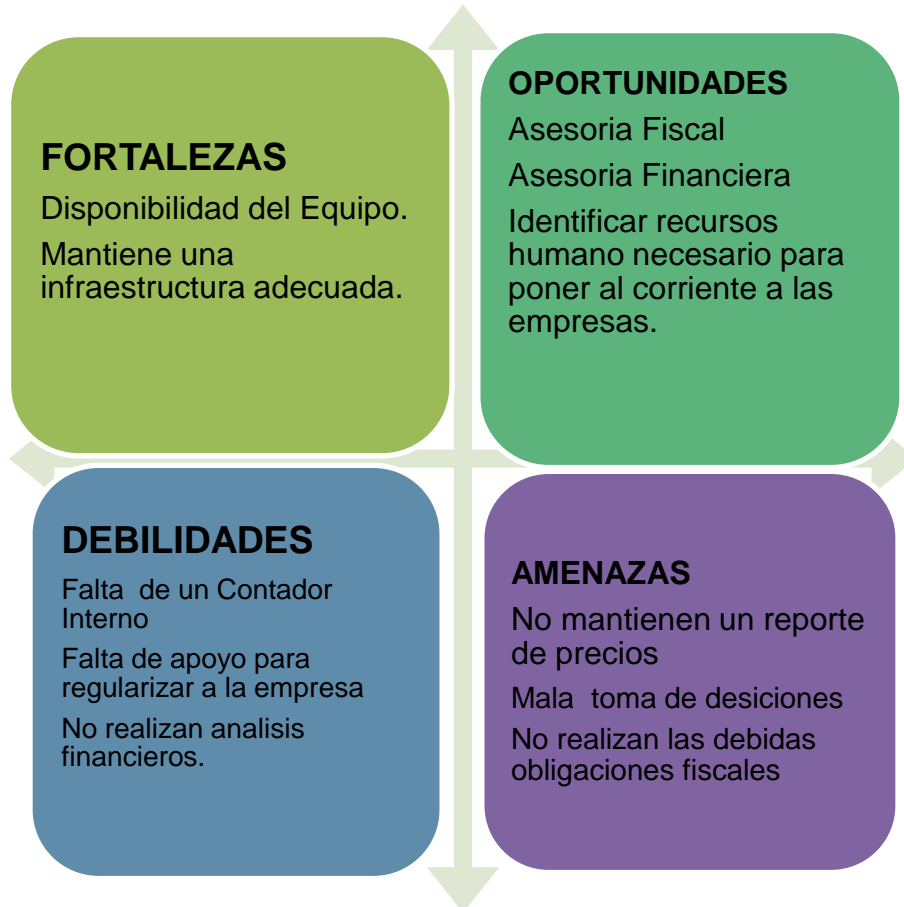 FORTALEZAS
Disponibilidad del Equipo.
Mantiene una
infraestructura adecuada.
OPORTUNIDADES
Asesoria Fiscal
Asesoria Financiera
Identificar recursos
humano necesario para
poner al corriente a las
empresas.
DEBILIDADES
Falta  de un Contador
Interno
Falta de apoyo para
regularizar a la empresa
No realizan analisis
financieros.
AMENAZAS
No mantienen un reporte
de precios
Mala  toma de desiciones
No realizan las debidas
obligaciones fiscales